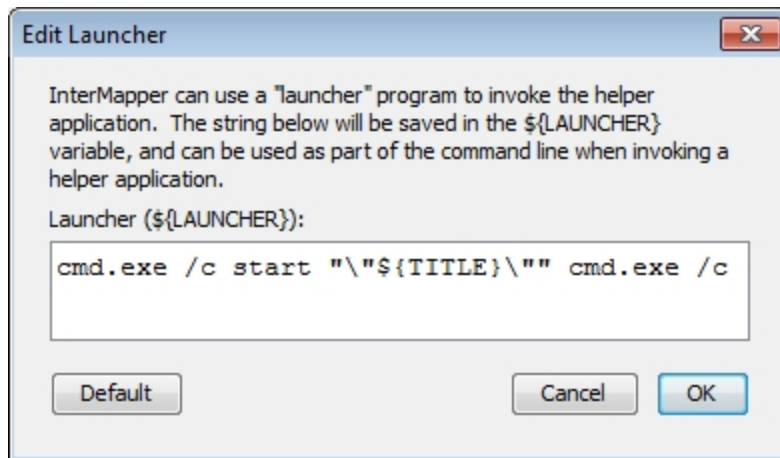 Edit Launcher
InterMapper can use a "launcher" program to invoke the helper
application. The string below will be saved in the ${LAUNCHER}
variable, and can be used as part of the command line when invoking a
helper application.
Launcher (${LAUNCHER}):
cmd.exe /c start "\"${TITLE}\"" cmd.exe /c
Default
Cancel
OK